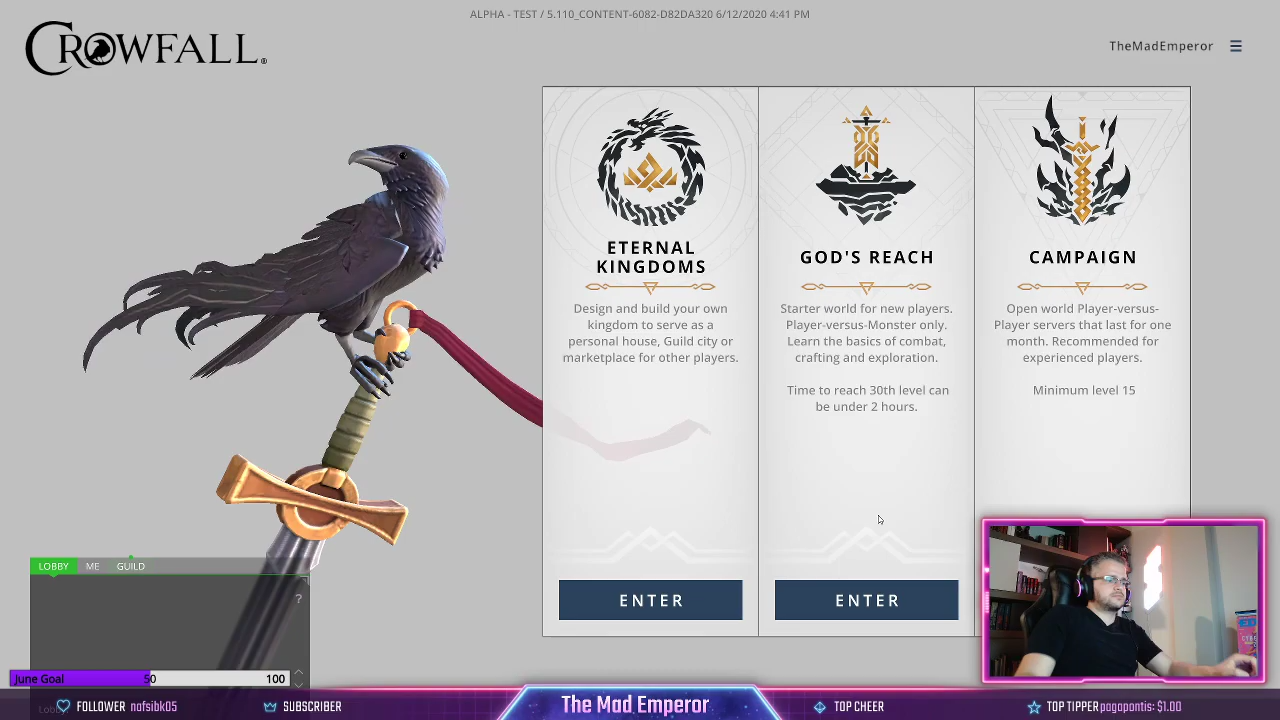 ALPHA - TEST / 5.110_CONTENT-6082-D82DA320 6/12/2020 4:41 PM
CROWFALL®
TheMadEmperor
ETERNAL
KINGDOMS
Design and build your own
kingdom to serve as a
personal house, Guild city or
marketplace for other players.
ENTER
GOD'S REACH
Starter world for new players.
Player-versus-Monster only.
Learn the basics of combat,
crafting and exploration.
Time to reach 30th level can
be under 2 hours.
ENTER
CAMPAIGN
Open world Player-versus-
Player servers that last for one
month. Recommended for
experienced players.
Minimum level 15
LOBBY ME GUILD
?
June Goal 50 100
FOLLOWER nafsibk05
SUBSCRIBER
The Mad Emperor
TOP CHEER
TOP TIPPER pagapontis: $1.00